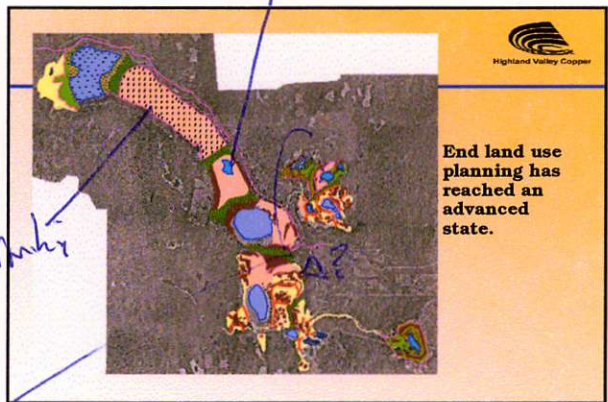 Highland Valley Copper
End land use
planning has
reached an
advanced
state.
Δ?